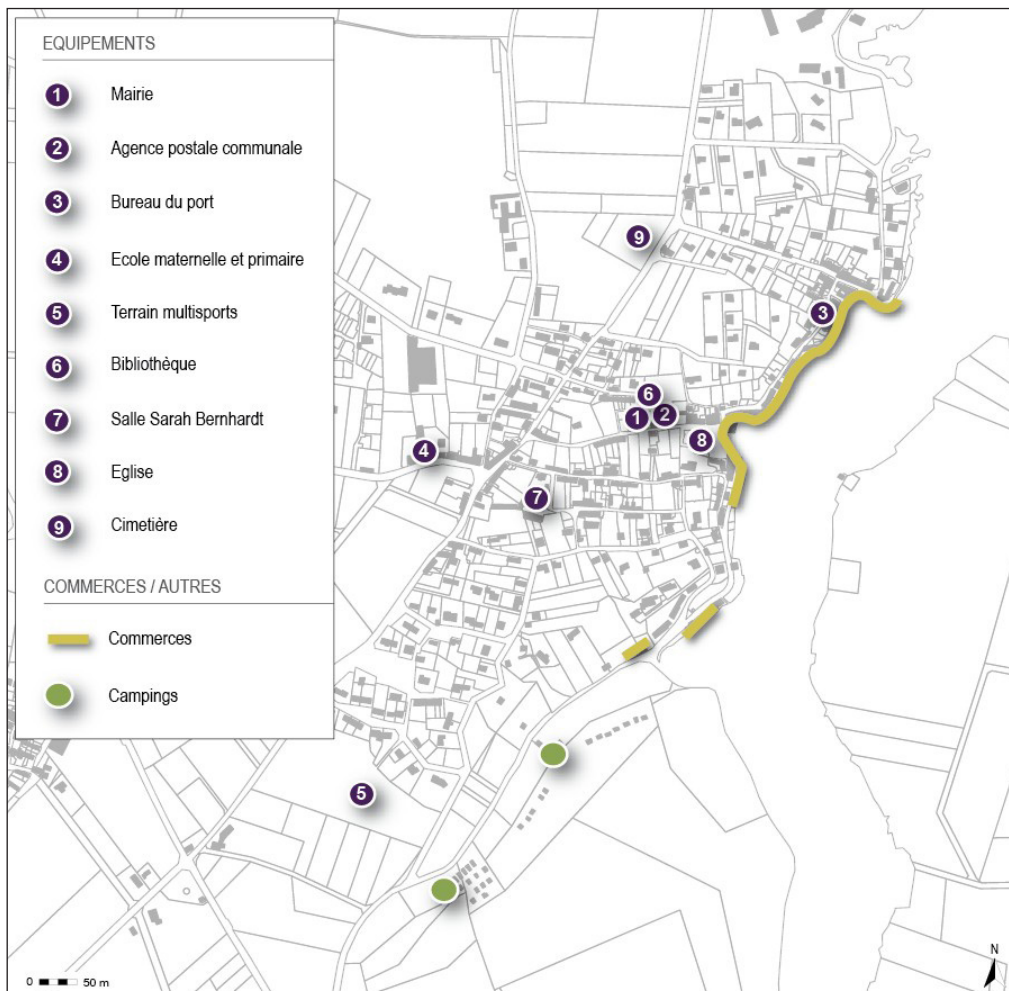 EQUIPEMENTS
1 Mairie
2 Agence postale communale
3 Bureau du port
4 Ecole maternelle et primaire
5 Terrain multisports
6 Bibliothèque
7 Salle Sarah Bernhardt
8 Eglise
9 Cimetière
COMMERCES / AUTRES
Commerces
Campings
9
3
6
1 2
8
4
7
5
0 50 m
N